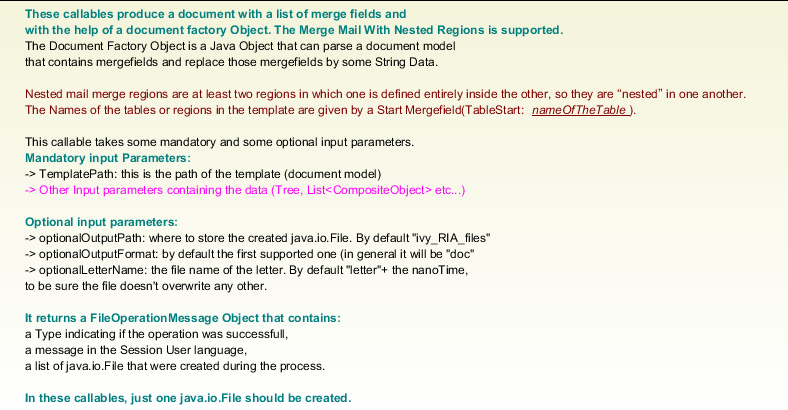 These callables produce a document with a list of merge fields and
with the help of a document factory Object. The Merge Mail With Nested Regions is supported.
The Document Factory Object is a Java Object that can parse a document model
that contains mergefields and replace those mergefields by some String Data.
Nested mail merge regions are at least two regions in which one is defined entirely inside the other, so they are “nested” in one another.
The Names of the tables or regions in the template are given by a Start Mergefield(TableStart: nameOfTheTable ).
This callable takes some mandatory and some optional input parameters.
Mandatory input Parameters:
-> TemplatePath: this is the path of the template (document model)
-> Other Input parameters containing the data (Tree, List<CompositeObject> etc...)
Optional input parameters:
-> optionalOutputPath: where to store the created java.io.File. By default "ivy_RIA_files"
-> optionalOutputFormat: by default the first supported one (in general it will be "doc"
-> optionalLetterName: the file name of the letter. By default "letter"+ the nanoTime,
to be sure the file doesn't overwrite any other.
It returns a FileOperationMessage Object that contains:
a Type indicating if the operation was successfull,
a message in the Session User language,
a list of java.io.File that were created during the process.
In these callables, just one java.io.File should be created.